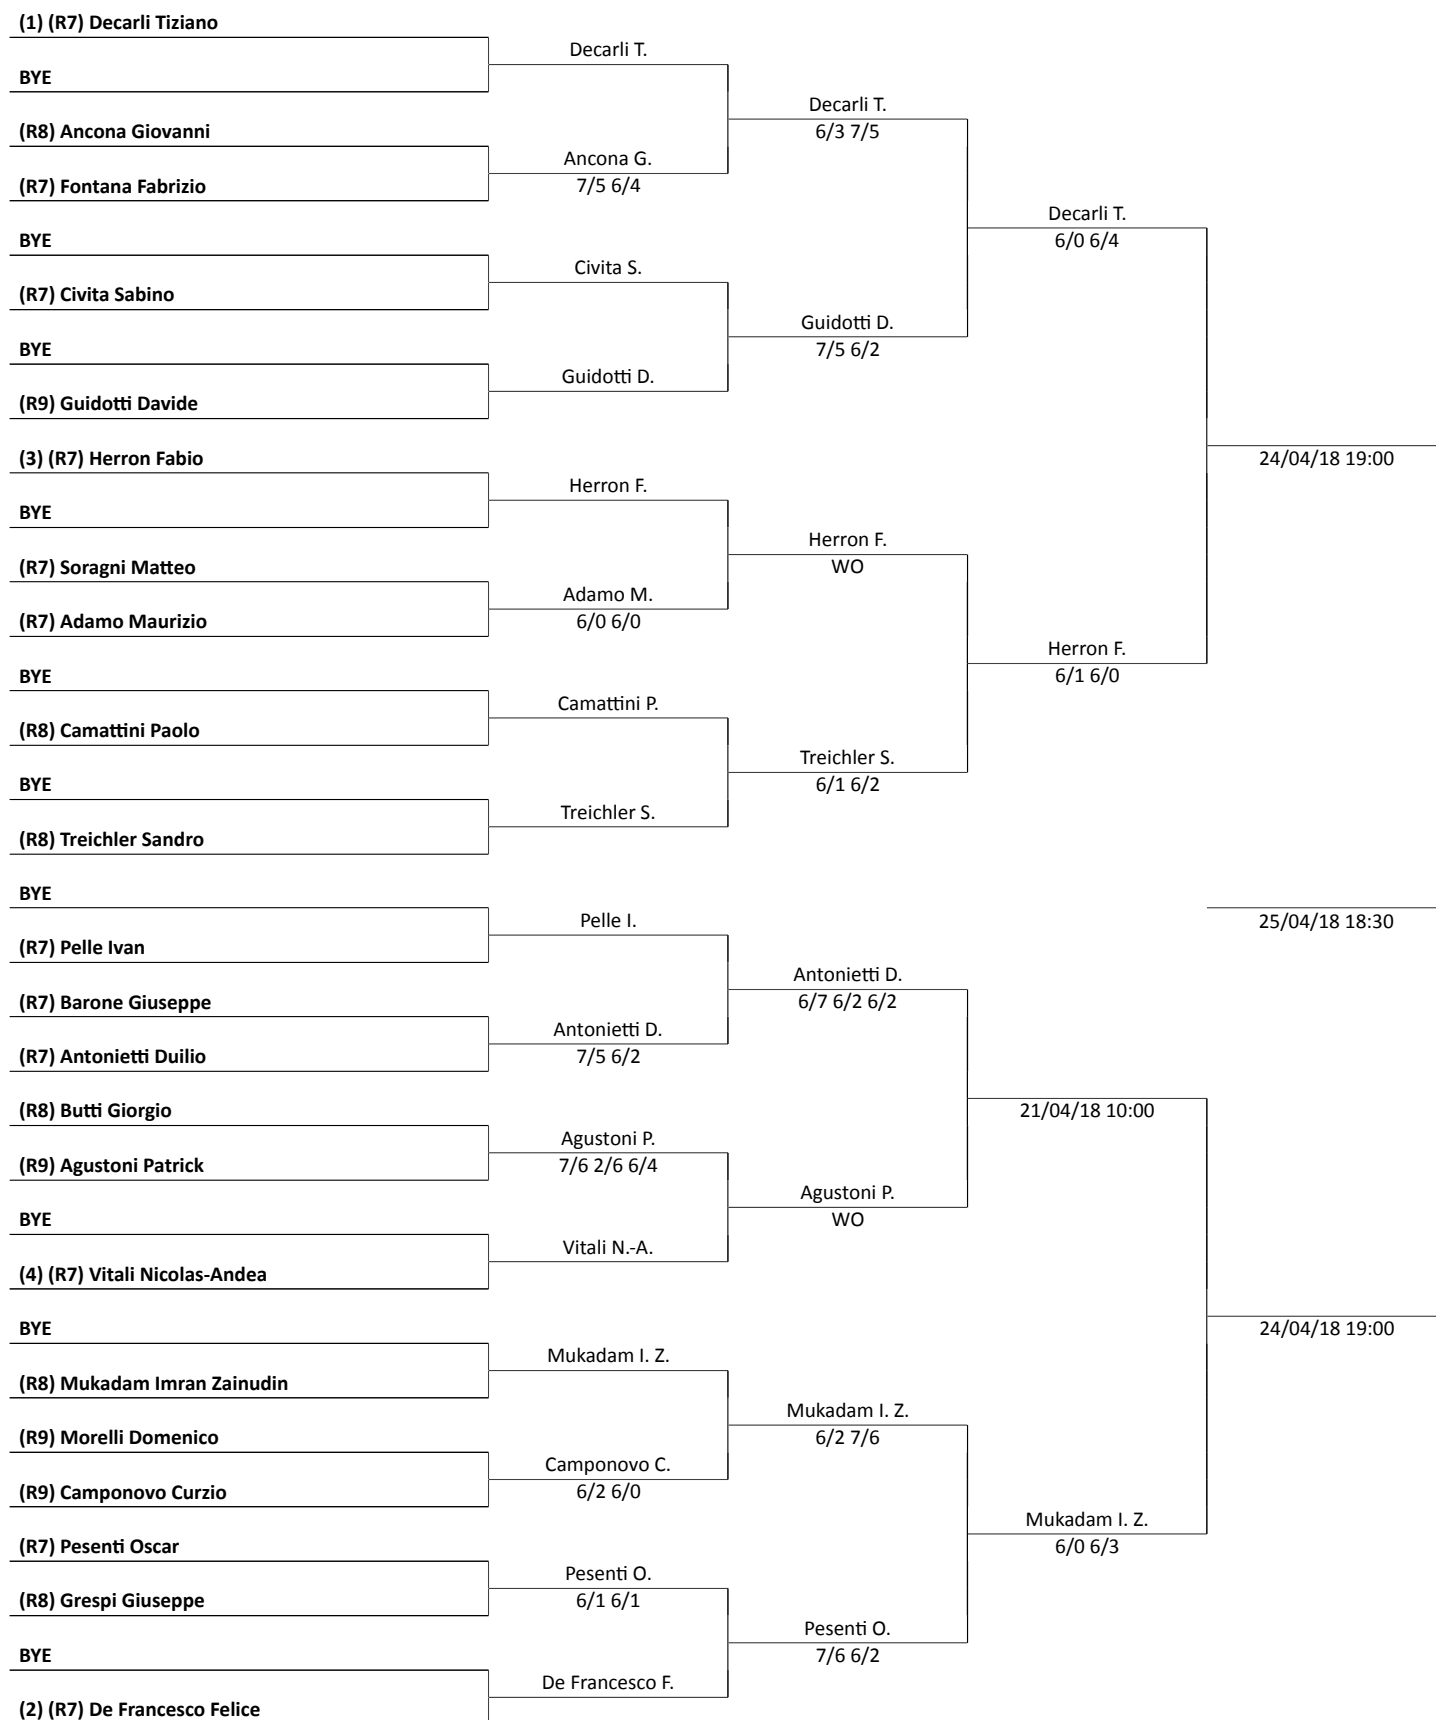 (1) (R7) Decarli Tiziano
BYE
(R8) Ancona Giovanni
(R7) Fontana Fabrizio
BYE
(R7) Civita Sabino
BYE
(R9) Guidotti Davide
(3) (R7) Herron Fabio
BYE
(R7) Soragni Matteo
(R7) Adamo Maurizio
BYE
(R8) Camattini Paolo
BYE
(R8) Treichler Sandro
BYE
(R7) Pelle Ivan
(R7) Barone Giuseppe
(R7) Antonietti Duilio
(R8) Butti Giorgio
(R9) Agustoni Patrick
BYE
(4) (R7) Vitali Nicolas-Andea
BYE
(R8) Mukadam Imran Zainudin
(R9) Morelli Domenico
(R9) Camponovo Curzio
(R7) Pesenti Oscar
(R8) Grespi Giuseppe
BYE
(2) (R7) De Francesco Felice
Decarli T.
Ancona G.
7/5 6/4
Civita S.
Guidotti D.
Herron F.
Adamo M.
6/0 6/0
Camattini P.
Treichler S.
Pelle I.
Antonietti D.
7/5 6/2
Agustoni P.
7/6 2/6 6/4
Vitali N.-A.
Mukadam I. Z.
Camponovo C.
6/2 6/0
Pesenti O.
6/1 6/1
De Francesco F.
Decarli T.
6/3 7/5
Guidotti D.
7/5 6/2
Herron F.
WO
Treichler S.
6/1 6/2
Antonietti D.
6/7 6/2 6/2
Agustoni P.
WO
Mukadam I. Z.
6/2 7/6
Pesenti O.
7/6 6/2
Decarli T.
6/0 6/4
Herron F.
6/1 6/0
21/04/18 10:00
Mukadam I. Z.
6/0 6/3
24/04/18 19:00
25/04/18 18:30
24/04/18 19:00